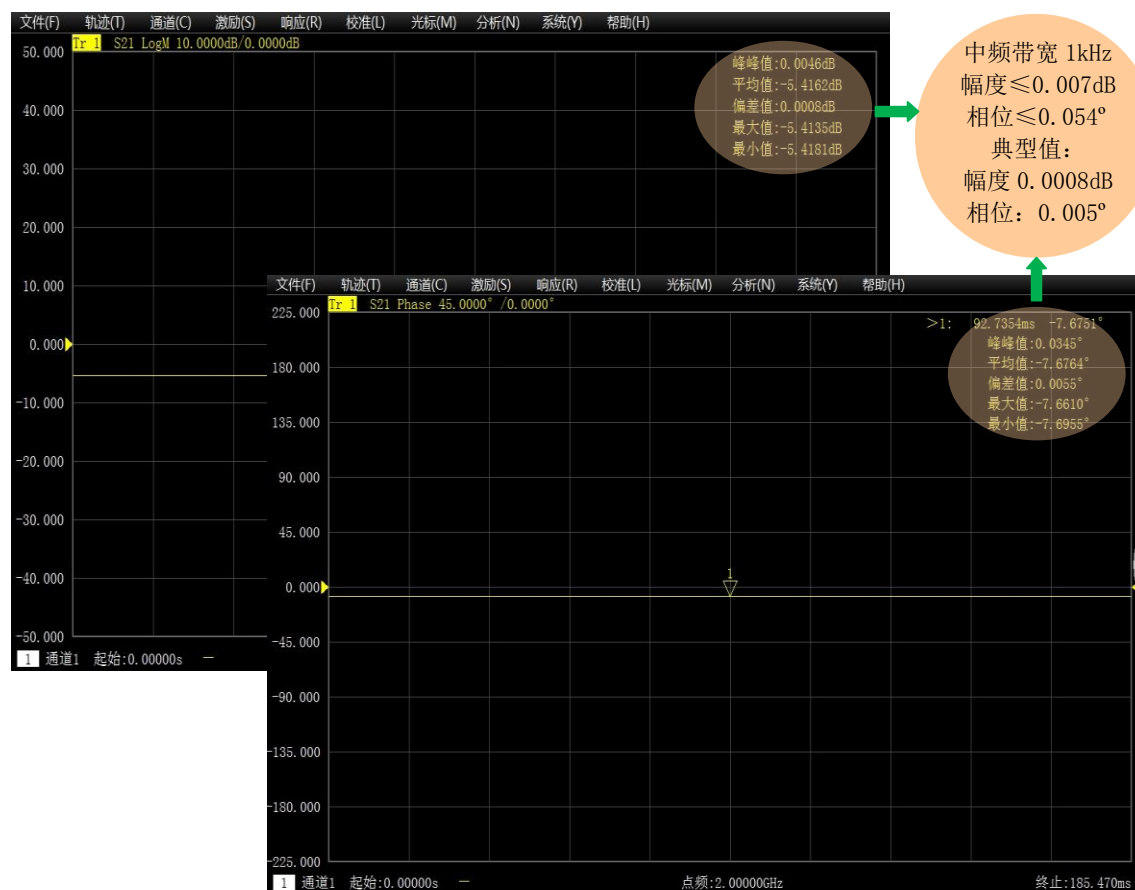 文件(F) 轨迹(T) 通道(C) 激励(S) 响应(R) 校准(L) 光标(M) 分析(N) 系统(Y) 帮助(H)
Tr 1 S21 LogM 10.0000dB/0.0000dB
50.000
40.000
30.000
20.000
10.000
0.000
-10.000
-20.000
-30.000
-40.000
-50.000
峰峰值:0.0046dB
平均值:-5.4162dB
偏差值:0.0008dB
最大值:-5.4135dB
最小值:-5.4181dB
1 通道1 起始:0.00000s —
中频带宽 1kHz
幅度≤0.007dB
相位≤0.054°
典型值：
幅度 0.0008dB
相位：0.005°
文件(F) 轨迹(T) 通道(C) 激励(S) 响应(R) 校准(L) 光标(M) 分析(N) 系统(Y) 帮助(H)
Tr 1 S21 Phase 45.0000° /0.0000°
225.000
180.000
135.000
90.000
45.000
0.000
-45.000
-90.000
-135.000
-180.000
-225.000
>1: 92.7354ms -7.6751°
峰峰值:0.0345°
平均值:-7.6764°
偏差值:0.0055°
最大值:-7.6610°
最小值:-7.6955°
1
1 通道1 起始:0.00000s — 点频:2.00000GHz 终止:185.470ms